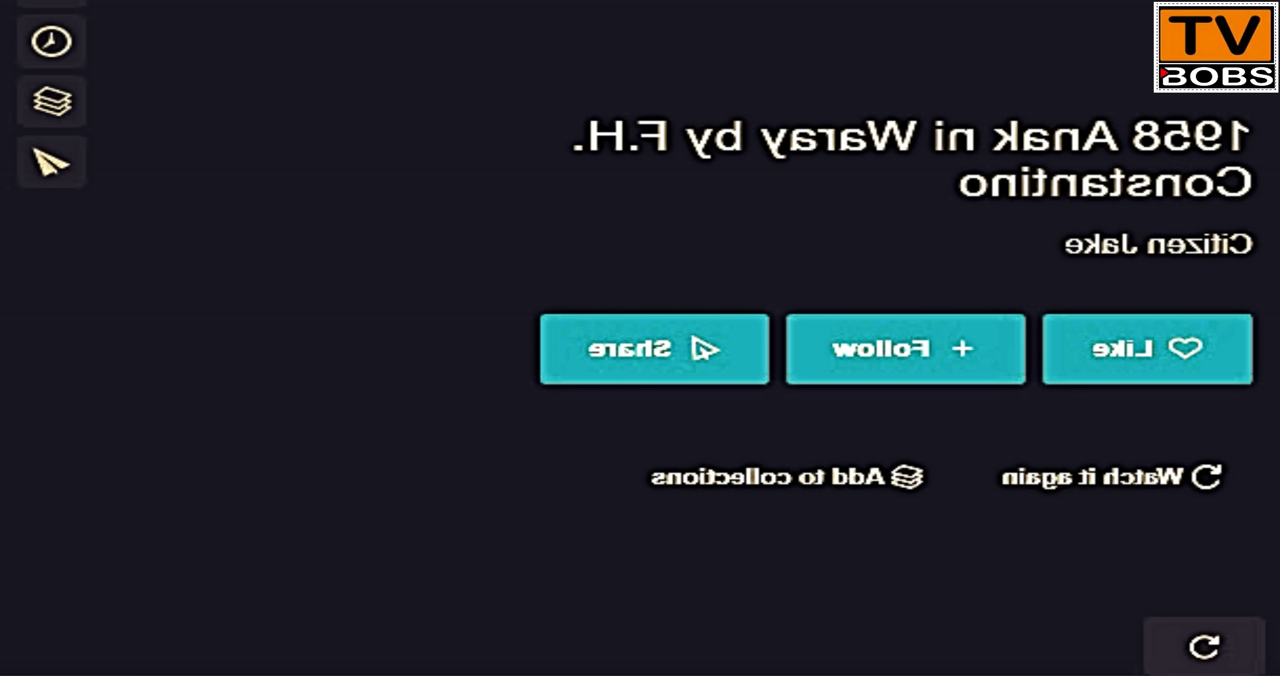 TV
BOBS
1958 Anak ni Waray by F.H.
Constantino
Citizen Jake
Like
Follow
Share
Watch it again
Add to collections